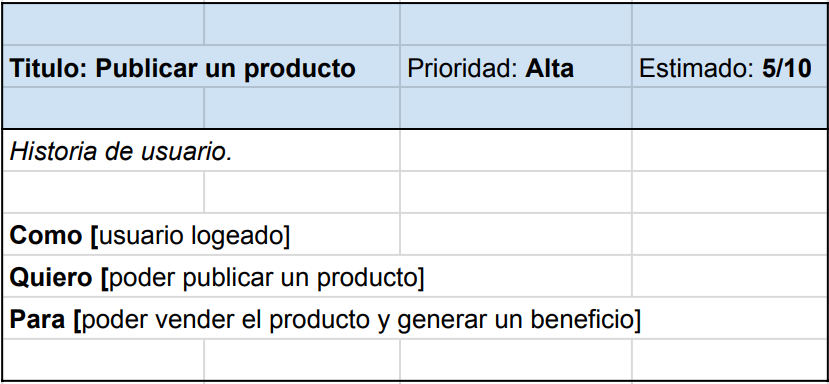 Titulo: Publicar un producto Prioridad: Alta Estimado: 5/10
Historia de usuario.
Como [usuario logeado]
Quiero [poder publicar un producto]
Para [poder vender el producto y generar un beneficio]